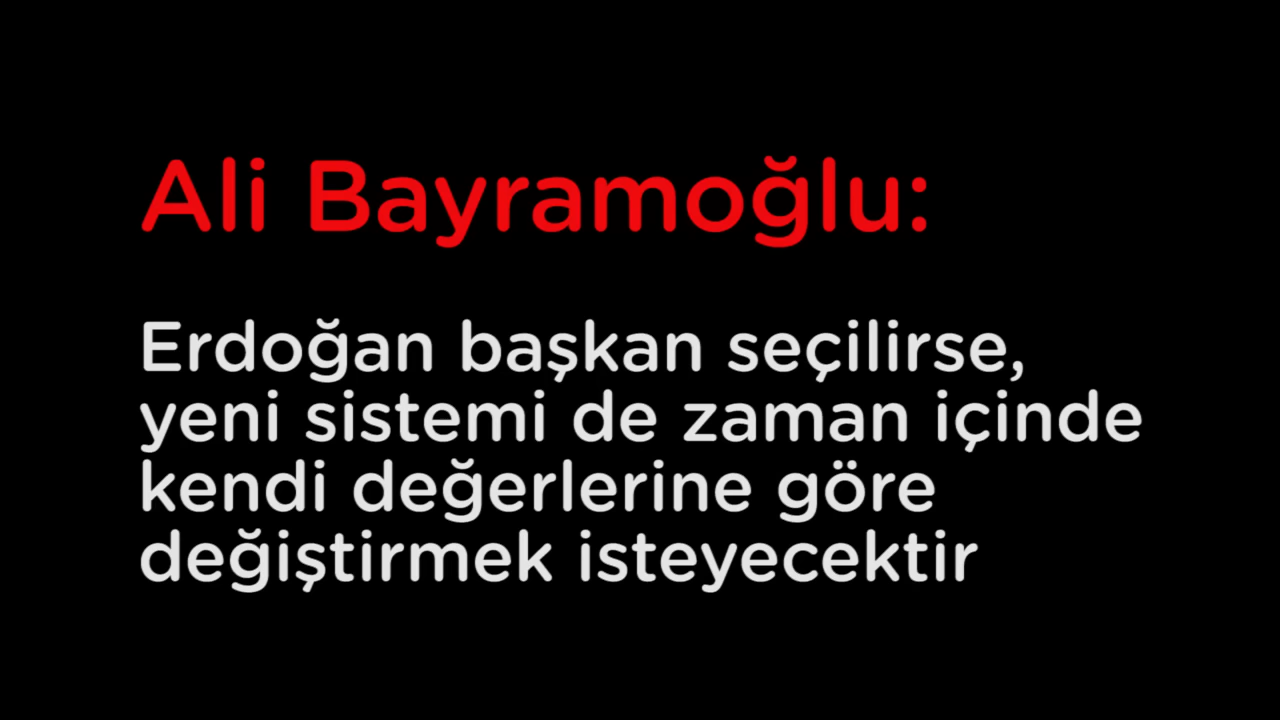 Ali Bayramoğlu:
Erdoğan başkan seçilirse,
yeni sistemi de zaman içinde
kendi değerlerine göre
değiştirmek isteyecektir